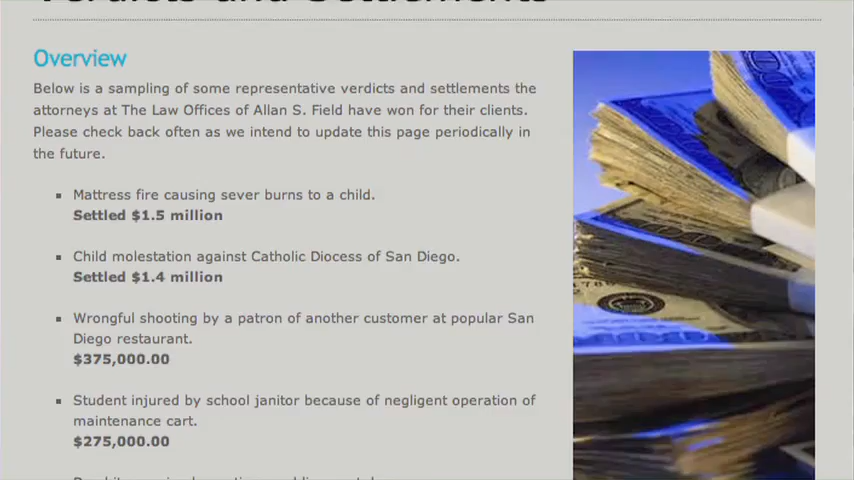 Verdicts and Settlements
Overview
Below is a sampling of some representative verdicts and settlements the
attorneys at The Law Offices of Allan S. Field have won for their clients.
Please check back often as we intend to update this page periodically in
the future.
Mattress fire causing sever burns to a child.
Settled $1.5 million
Child molestation against Catholic Diocess of San Diego.
Settled $1.4 million
Wrongful shooting by a patron of another customer at popular San
Diego restaurant.
$375,000.00
Student injured by school janitor because of negligent operation of
maintenance cart.
$275,000.00